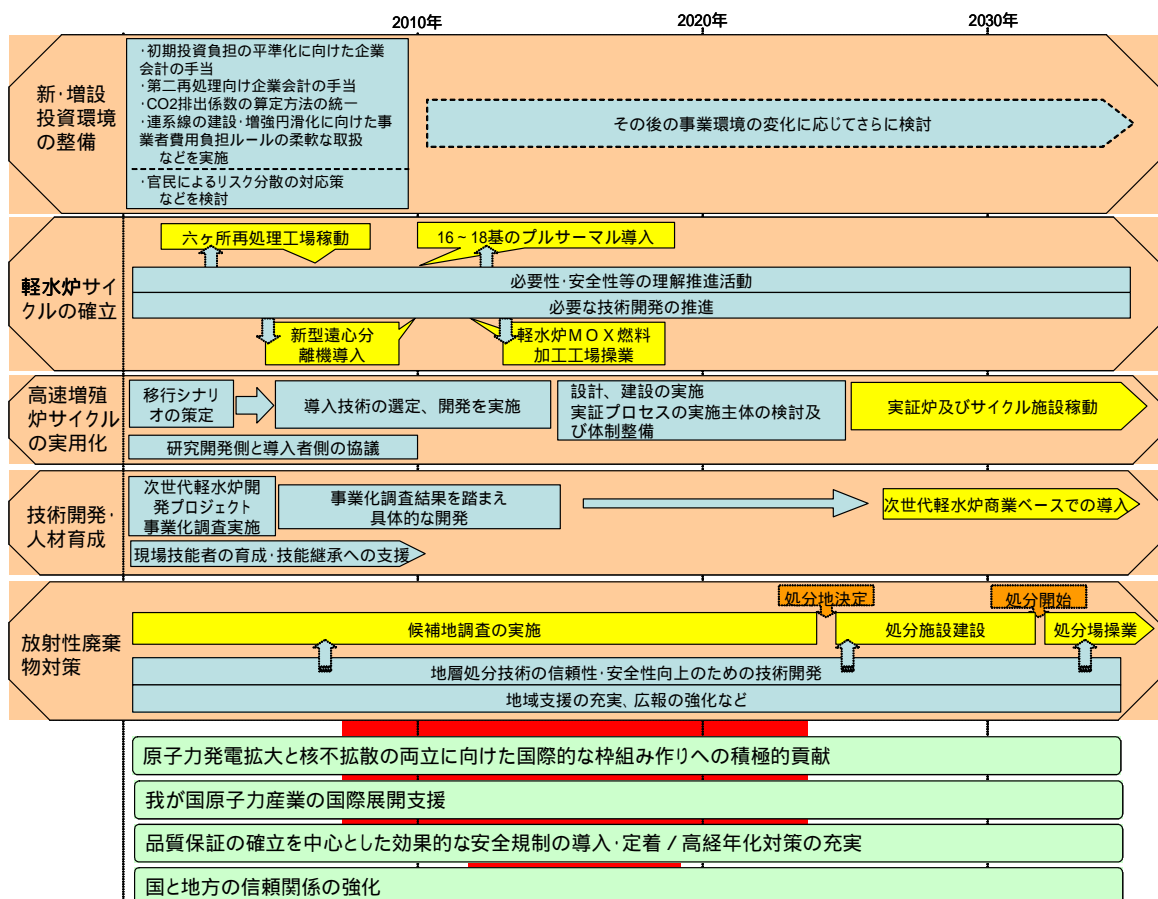 2010年
2020年
2030年
新・増設
投資環境
の整備
・初期投資負担の平準化に向けた企業
会計の手当
・第二再処理向け企業会計の手当
・CO2排出係数の算定方法の統一
・連系線の建設・増強円滑化に向けた事
業者費用負担ルールの柔軟な取扱
などを実施
・官民によるリスク分散の対応策
などを検討
その後の事業環境の変化に応じてさらに検討
軽水炉サイ
クルの確立
六ヶ所再処理工場稼動
16~18基のプルサーマル導入
必要性・安全性等の理解推進活動
必要な技術開発の推進
新型遠心分
離機導入
軽水炉MOX燃料
加工工場操業
高速増殖
炉サイクル
の実用化
移行シナリ
オの策定
導入技術の選定、開発を実施
設計、建設の実施
実証プロセスの実施主体の検討及
び体制整備
実証炉及びサイクル施設稼動
研究開発側と導入者側の協議
技術開発・
人材育成
次世代軽水炉開
発プロジェクト
事業化調査実施
事業化調査結果を踏まえ
具体的な開発
次世代軽水炉商業ベースでの導入
現場技能者の育成・技能継承への支援
放射性廃棄
物対策
処分地決定
処分開始
候補地調査の実施
処分施設建設
処分場操業
地層処分技術の信頼性・安全性向上のための技術開発
地域支援の充実、広報の強化など
原子力発電拡大と核不拡散の両立に向けた国際的な枠組み作りへの積極的貢献
我が国原子力産業の国際展開支援
品質保証の確立を中心とした効果的な安全規制の導入・定着/高経年化対策の充実
国と地方の信頼関係の強化